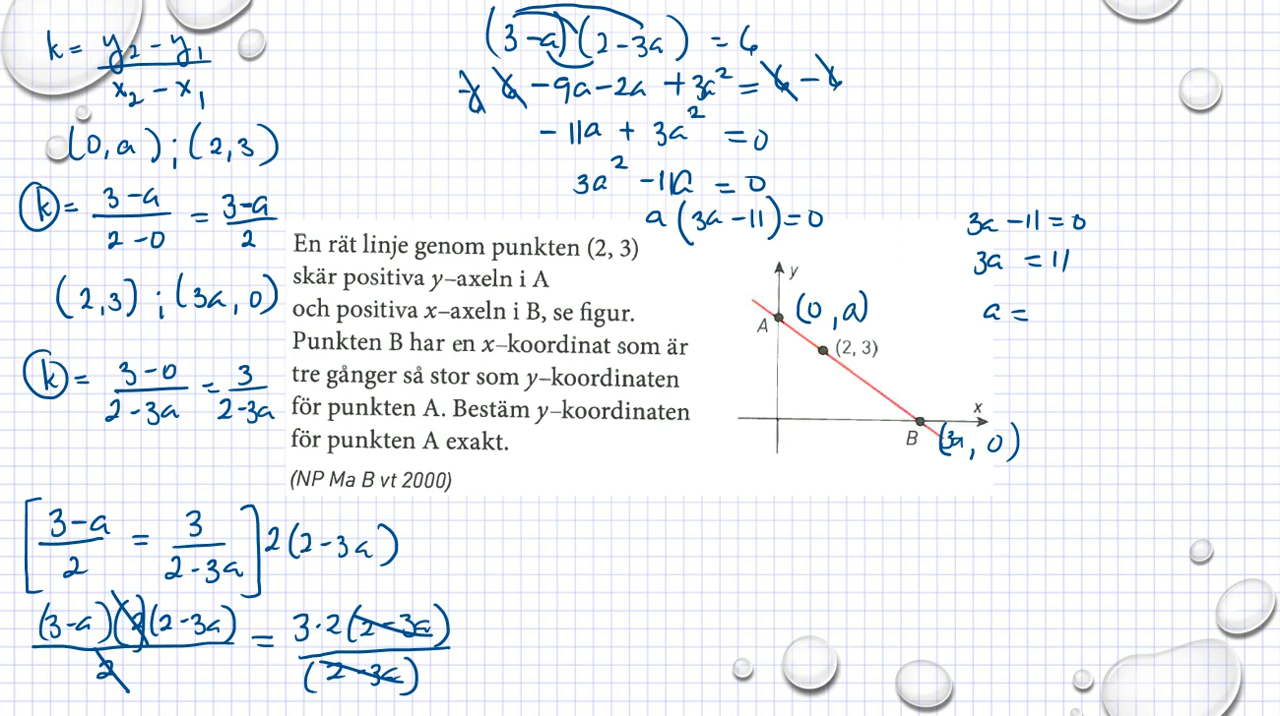 k = (y₂ - y₁)/(x₂ - x₁)
(0, a) ; (2, 3)
k = (3-a)/(2-0) = (3-a)/2
(2,3) ; (3a, 0)
k = (3-0)/(2-3a) = 3/(2-3a)
(3-a)(2-3a) = 6
-6 6 - 9a - 2a + 3a² = 6 - 6
- 11a + 3a² = 0
3a² - 11a = 0
a(3a - 11) = 0
3a - 11 = 0
3a = 11
a =
En rät linje genom punkten (2, 3)
skär positiva y–axeln i A
och positiva x–axeln i B, se figur.
Punkten B har en x–koordinat som är
tre gånger så stor som y–koordinaten
för punkten A. Bestäm y–koordinaten
för punkten A exakt.
(NP Ma B vt 2000)
y
A
(0, a)
(2, 3)
x
B
(3a, 0)
[(3-a)/2 = 3/(2-3a)] 2(2-3a)
(3-a)(2)(2-3a)/2 = 3·2(2-3a)/(2-3a)